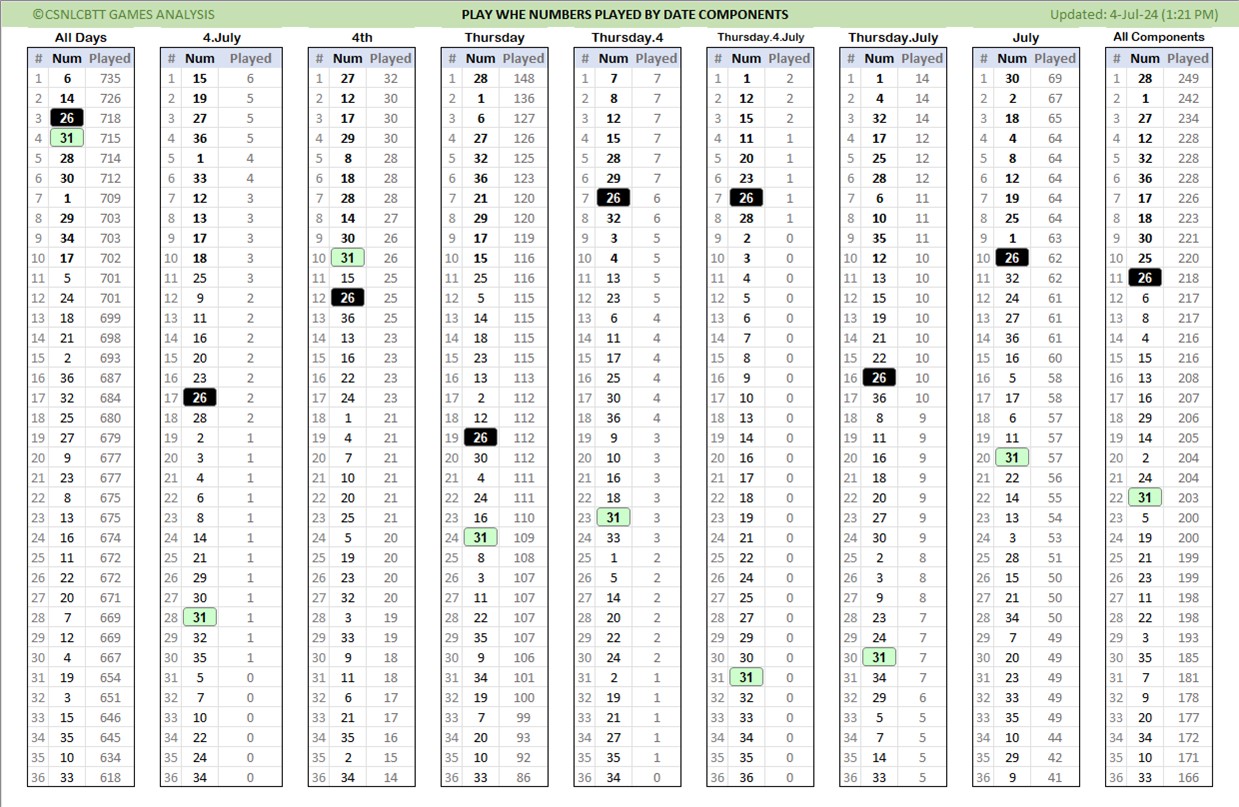 ©CSNLCBTT GAMES ANALYSIS PLAY WHE NUMBERS PLAYED BY DATE COMPONENTS Updated: 4-Jul-24 (1:21 PM)
All Days 4.July 4th Thursday Thursday.4 Thursday.4.July Thursday.July July All Components
# Num Played # Num Played # Num Played # Num Played # Num Played # Num Played # Num Played # Num Played # Num Played
1 6 735 1 15 6 1 27 32 1 28 148 1 7 7 1 1 2 1 1 14 1 30 69 1 28 249
2 14 726 2 19 5 2 12 30 2 1 136 2 8 7 2 12 2 2 4 14 2 2 67 2 1 242
3 26 718 3 27 5 3 17 30 3 6 127 3 12 7 3 15 2 3 32 14 3 18 65 3 27 234
4 31 715 4 36 5 4 29 30 4 27 126 4 15 7 4 11 1 4 17 12 4 4 64 4 12 228
5 28 714 5 1 4 5 8 28 5 32 125 5 28 7 5 20 1 5 25 12 5 8 64 5 32 228
6 30 712 6 33 4 6 18 28 6 36 123 6 29 7 6 23 1 6 28 12 6 12 64 6 36 228
7 1 709 7 12 3 7 28 28 7 21 120 7 26 6 7 26 1 7 6 11 7 19 64 7 17 226
8 29 703 8 13 3 8 14 27 8 29 120 8 32 6 8 28 1 8 10 11 8 25 64 8 18 223
9 34 703 9 17 3 9 30 26 9 17 119 9 3 5 9 2 0 9 35 11 9 1 63 9 30 221
10 17 702 10 18 3 10 31 26 10 15 116 10 4 5 10 3 0 10 12 10 10 26 62 10 25 220
11 5 701 11 25 3 11 15 25 11 25 116 11 13 5 11 4 0 11 13 10 11 32 62 11 26 218
12 24 701 12 9 2 12 26 25 12 5 115 12 23 5 12 5 0 12 15 10 12 24 61 12 6 217
13 18 699 13 11 2 13 36 25 13 14 115 13 6 4 13 6 0 13 19 10 13 27 61 13 8 217
14 21 698 14 16 2 14 13 23 14 18 115 14 11 4 14 7 0 14 21 10 14 36 61 14 4 216
15 2 693 15 20 2 15 16 23 15 23 115 15 17 4 15 8 0 15 22 10 15 16 60 15 15 216
16 36 687 16 23 2 16 22 23 16 13 113 16 25 4 16 9 0 16 26 10 16 5 58 16 13 208
17 32 684 17 26 2 17 24 23 17 2 112 17 30 4 17 10 0 17 36 10 17 17 58 17 16 207
18 25 680 18 28 2 18 1 21 18 12 112 18 36 4 18 13 0 18 8 9 18 6 57 18 29 206
19 27 679 19 2 1 19 4 21 19 26 112 19 9 3 19 14 0 19 11 9 19 11 57 19 14 205
20 9 677 20 3 1 20 7 21 20 30 112 20 10 3 20 16 0 20 16 9 20 31 57 20 2 204
21 23 677 21 4 1 21 10 21 21 4 111 21 16 3 21 17 0 21 18 9 21 22 56 21 24 204
22 8 675 22 6 1 22 20 21 22 24 111 22 18 3 22 18 0 22 20 9 22 14 55 22 31 203
23 13 675 23 8 1 23 25 21 23 16 110 23 31 3 23 19 0 23 27 9 23 13 54 23 5 200
24 16 674 24 14 1 24 5 20 24 31 109 24 33 3 24 21 0 24 30 9 24 3 53 24 19 200
25 11 672 25 21 1 25 19 20 25 8 108 25 1 2 25 22 0 25 2 8 25 28 51 25 21 199
26 22 672 26 29 1 26 23 20 26 3 107 26 5 2 26 24 0 26 3 8 26 15 50 26 23 199
27 20 671 27 30 1 27 32 20 27 11 107 27 14 2 27 25 0 27 9 8 27 21 50 27 11 198
28 7 669 28 31 1 28 3 19 28 22 107 28 20 2 28 27 0 28 23 7 28 34 50 28 22 198
29 12 669 29 32 1 29 33 19 29 35 107 29 22 2 29 29 0 29 24 7 29 7 49 29 3 193
30 4 667 30 35 1 30 9 18 30 9 106 30 24 2 30 30 0 30 31 7 30 20 49 30 35 185
31 19 654 31 5 0 31 11 18 31 34 101 31 2 1 31 31 0 31 34 7 31 23 49 31 7 181
32 3 651 32 7 0 32 6 17 32 19 100 32 19 1 32 32 0 32 29 6 32 33 49 32 9 178
33 15 646 33 10 0 33 21 17 33 7 99 33 21 1 33 33 0 33 5 5 33 35 49 33 20 177
34 35 645 34 22 0 34 35 16 34 20 93 34 27 1 34 34 0 34 7 5 34 10 44 34 34 172
35 10 634 35 24 0 35 2 15 35 10 92 35 35 1 35 35 0 35 14 5 35 29 42 35 10 171
36 33 618 36 34 0 36 34 14 36 33 86 36 34 0 36 36 0 36 33 5 36 9 41 36 33 166